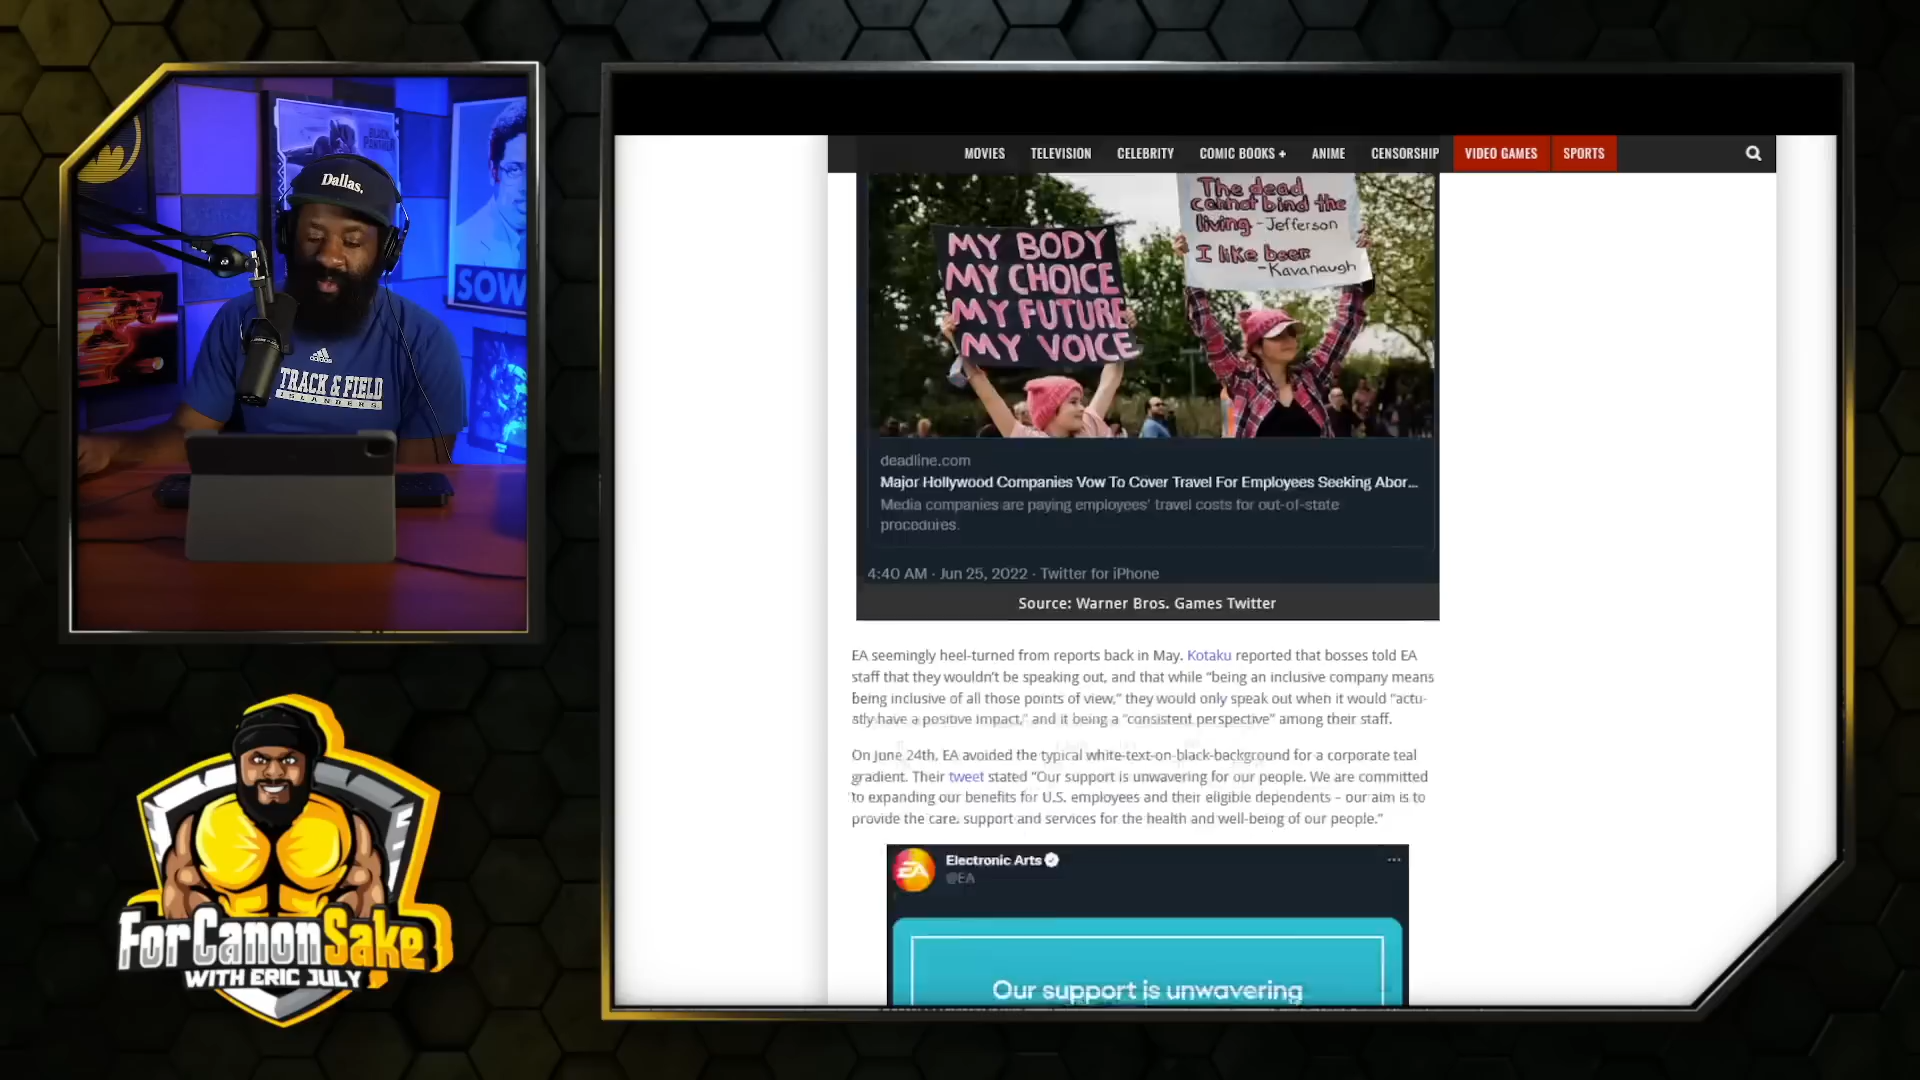 BLACK
PANTHER
Dallas.
SOW
adidas
TRACK & FIELD
ISLANDERS
ForCanonSake
WITH ERIC JULY
MOVIES TELEVISION CELEBRITY COMIC BOOKS + ANIME CENSORSHIP VIDEO GAMES SPORTS
MY BODY
MY CHOICE
MY FUTURE
MY VOICE
The dead
cannot bind the
living - Jefferson
I like beer
- Kavanaugh
deadline.com
Major Hollywood Companies Vow To Cover Travel For Employees Seeking Abor...
Media companies are paying employees' travel costs for out-of-state
procedures.
4:40 AM · Jun 25, 2022 · Twitter for iPhone
Source: Warner Bros. Games Twitter
EA seemingly heel-turned from reports back in May. Kotaku reported that bosses told EA
staff that they wouldn't be speaking out, and that while “being an inclusive company means
being inclusive of all those points of view,” they would only speak out when it would “actu-
ally have a positive impact,” and it being a “consistent perspective” among their staff.
On June 24th, EA avoided the typical white-text-on-black-background for a corporate teal
gradient. Their tweet stated “Our support is unwavering for our people. We are committed
to expanding our benefits for U.S. employees and their eligible dependents – our aim is to
provide the care, support and services for the health and well-being of our people.”
EA
Electronic Arts
@EA
Our support is unwavering